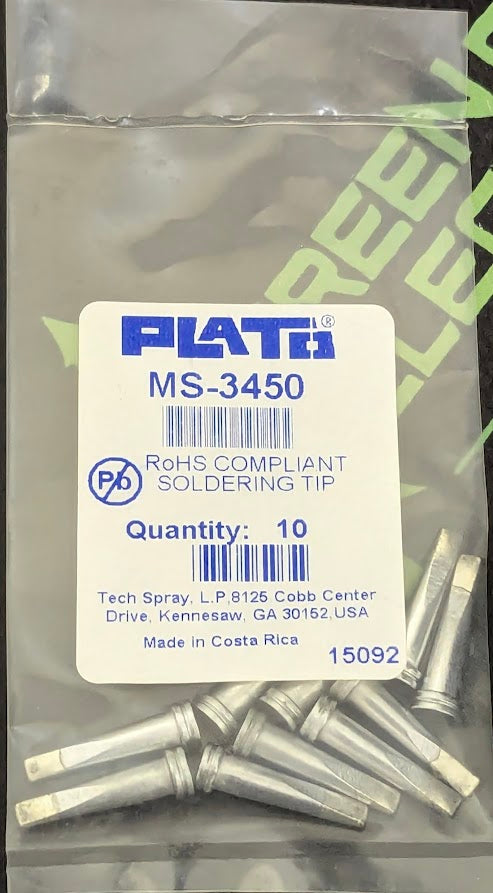 PLATO®
MS-3450
Pb
RoHS COMPLIANT
SOLDERING TIP
Quantity: 10
Tech Spray, L.P,8125 Cobb Center
Drive, Kennesaw, GA 30152,USA
Made in Costa Rica
15092